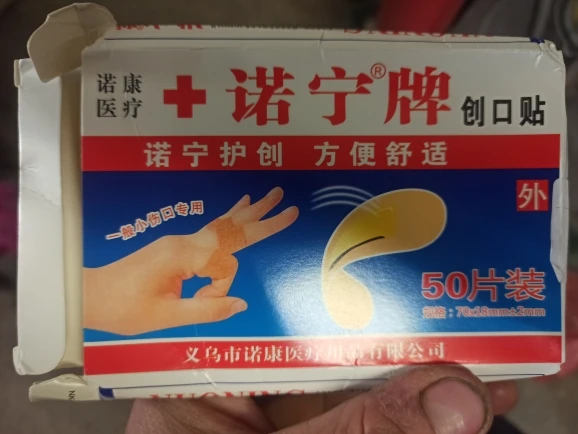 诺康
医疗
诺宁®牌
创口贴
诺宁护创 方便舒适
外
一般小伤口专用
50片装
规格:70x18mm±2mm
义乌市诺康医疗用品有限公司
NUONING